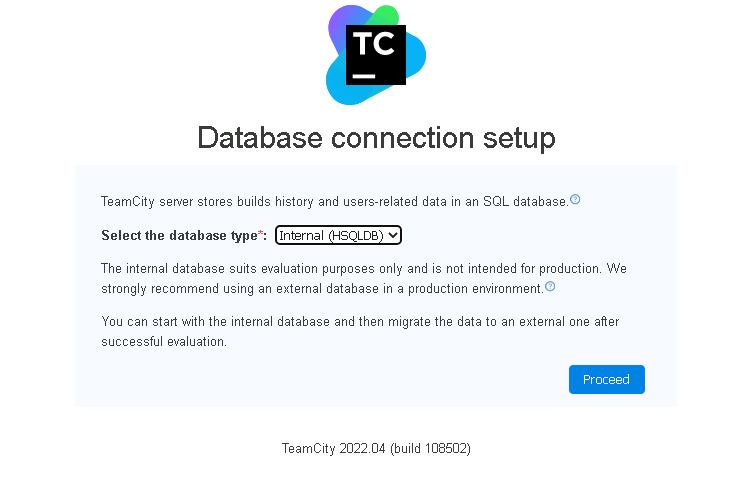 TC
Database connection setup
TeamCity server stores builds history and users-related data in an SQL database.?
Select the database type*: Internal (HSQLDB)
The internal database suits evaluation purposes only and is not intended for production. We
strongly recommend using an external database in a production environment.?
You can start with the internal database and then migrate the data to an external one after
successful evaluation.
Proceed
TeamCity 2022.04 (build 108502)